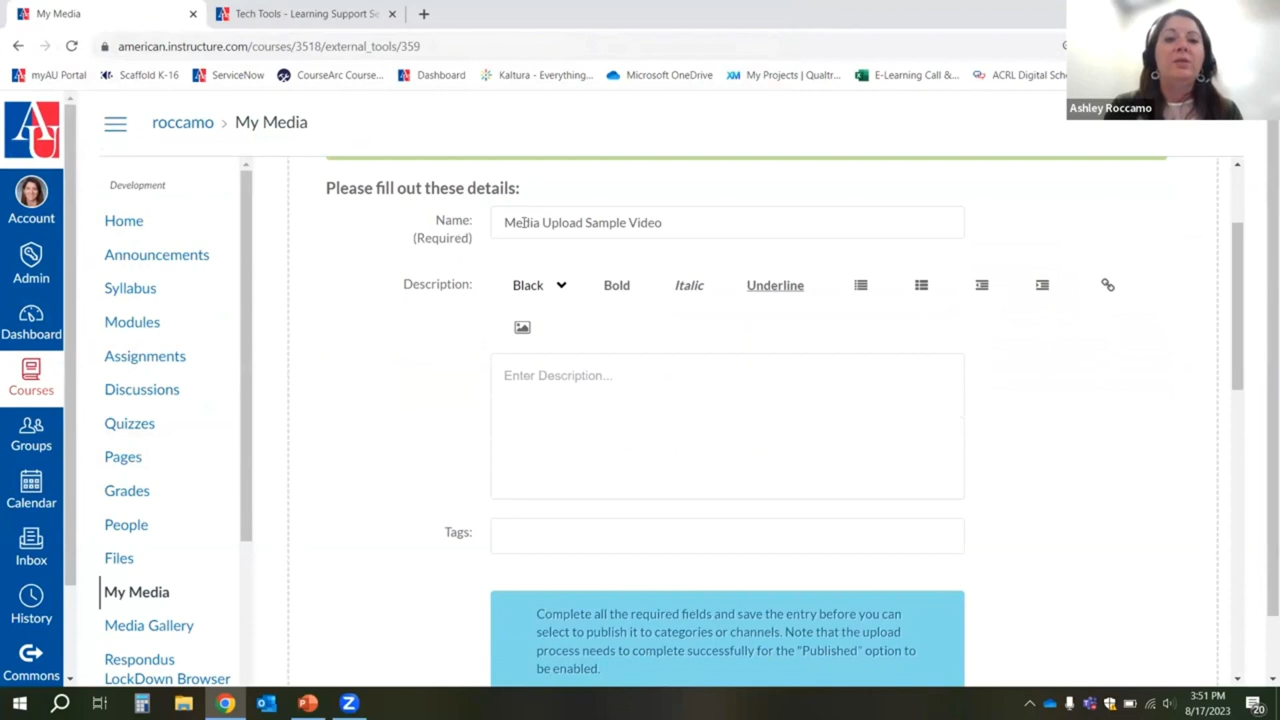 My Media
Tech Tools - Learning Support Se
american.instructure.com/courses/3518/external_tools/359
myAU Portal
Scaffold K-16
ServiceNow
CourseArc Course...
Dashboard
Kaltura - Everything...
Microsoft OneDrive
My Projects | Qualtr...
E-Learning Call &...
ACRL Digital Sch
Ashley Roccamo
AU
Account
Admin
Dashboard
Courses
Groups
Calendar
Inbox
History
Commons
roccamo > My Media
Development
Home
Announcements
Syllabus
Modules
Assignments
Discussions
Quizzes
Pages
Grades
People
Files
My Media
Media Gallery
Respondus
LockDown Browser
Please fill out these details:
Name:
(Required)
Media Upload Sample Video
Description:
Black
Bold
Italic
Underline
Enter Description...
Tags:
Complete all the required fields and save the entry before you can
select to publish it to categories or channels. Note that the upload
process needs to complete successfully for the "Published" option to
be enabled.
3:51 PM
8/17/2023
20